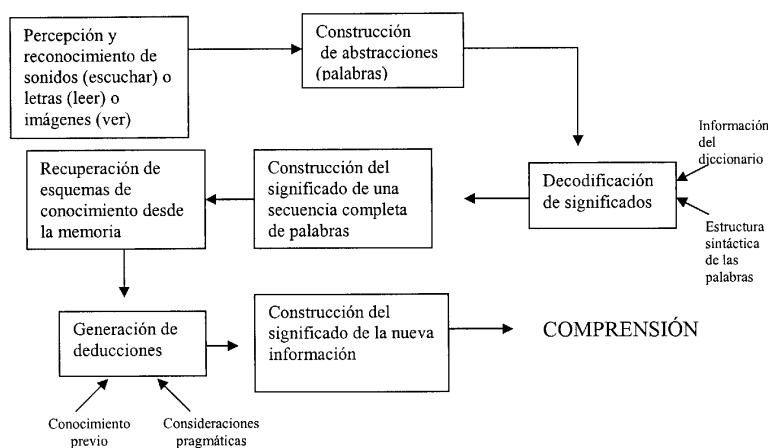 Percepción y
reconocimiento de
sonidos (escuchar) o
letras (leer) o
imágenes (ver)
Construcción
de abstracciones
(palabras)
Información
del
diccionario
Decodificación
de significados
Estructura
sintáctica
de las
palabras
Construcción del
significado de una
secuencia completa
de palabras
Recuperación de
esquemas de
conocimiento desde
la memoria
Generación de
deducciones
Conocimiento
previo
Consideraciones
pragmáticas
Construcción del
significado de la nueva
información
COMPRENSIÓN